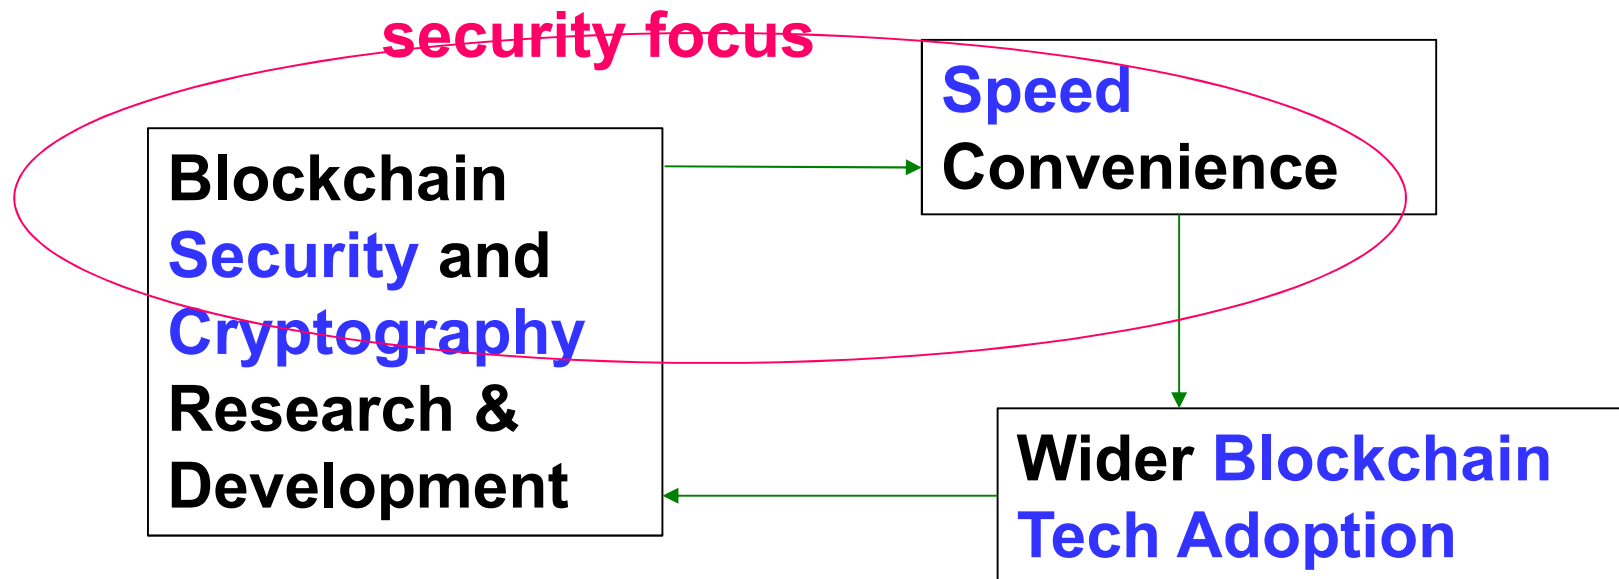 security focus
Speed
Convenience
Blockchain
Security and
Cryptography
Research &
Development
Wider Blockchain
Tech Adoption